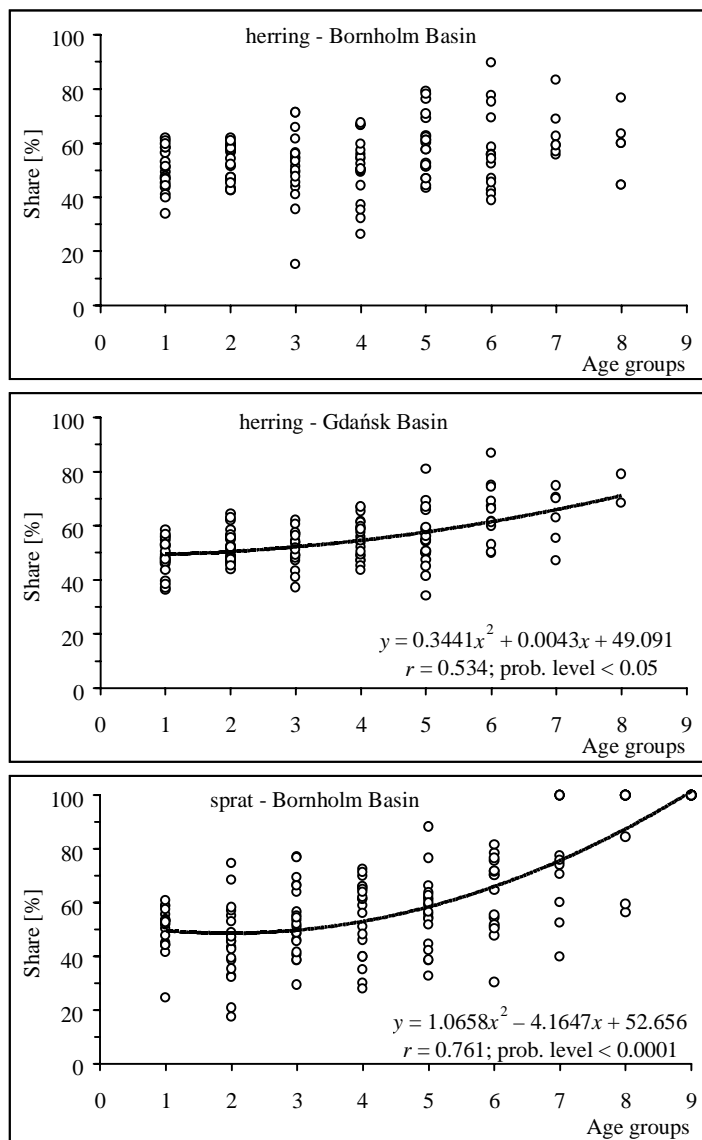 herring - Bornholm Basin
100
80
60
40
20
0
Share [%]
0 1 2 3 4 5 6 7 8 9
Age groups
herring - Gdańsk Basin
100
80
60
40
20
0
Share [%]
y = 0.3441x² + 0.0043x + 49.091
r = 0.534; prob. level < 0.05
0 1 2 3 4 5 6 7 8 9
Age groups
sprat - Bornholm Basin
100
80
60
40
20
0
Share [%]
y = 1.0658x² – 4.1647x + 52.656
r = 0.761; prob. level < 0.0001
0 1 2 3 4 5 6 7 8 9
Age groups